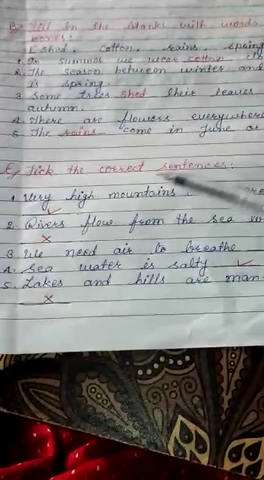 in the blanks with words
E shed, cotton, rains, spring
1. In summer we wear cotton
2. The season between winter and
is spring.
3. Some trees shed their leaves
autumn.
4. There are flowers everywhere
5. The rains come in June or
E) Tick the correct sentences:
1. Very high mountains
2. Rivers flow from the sea
3. We need air to breathe
4. Sea water is salty
5. Lakes and hills are man-